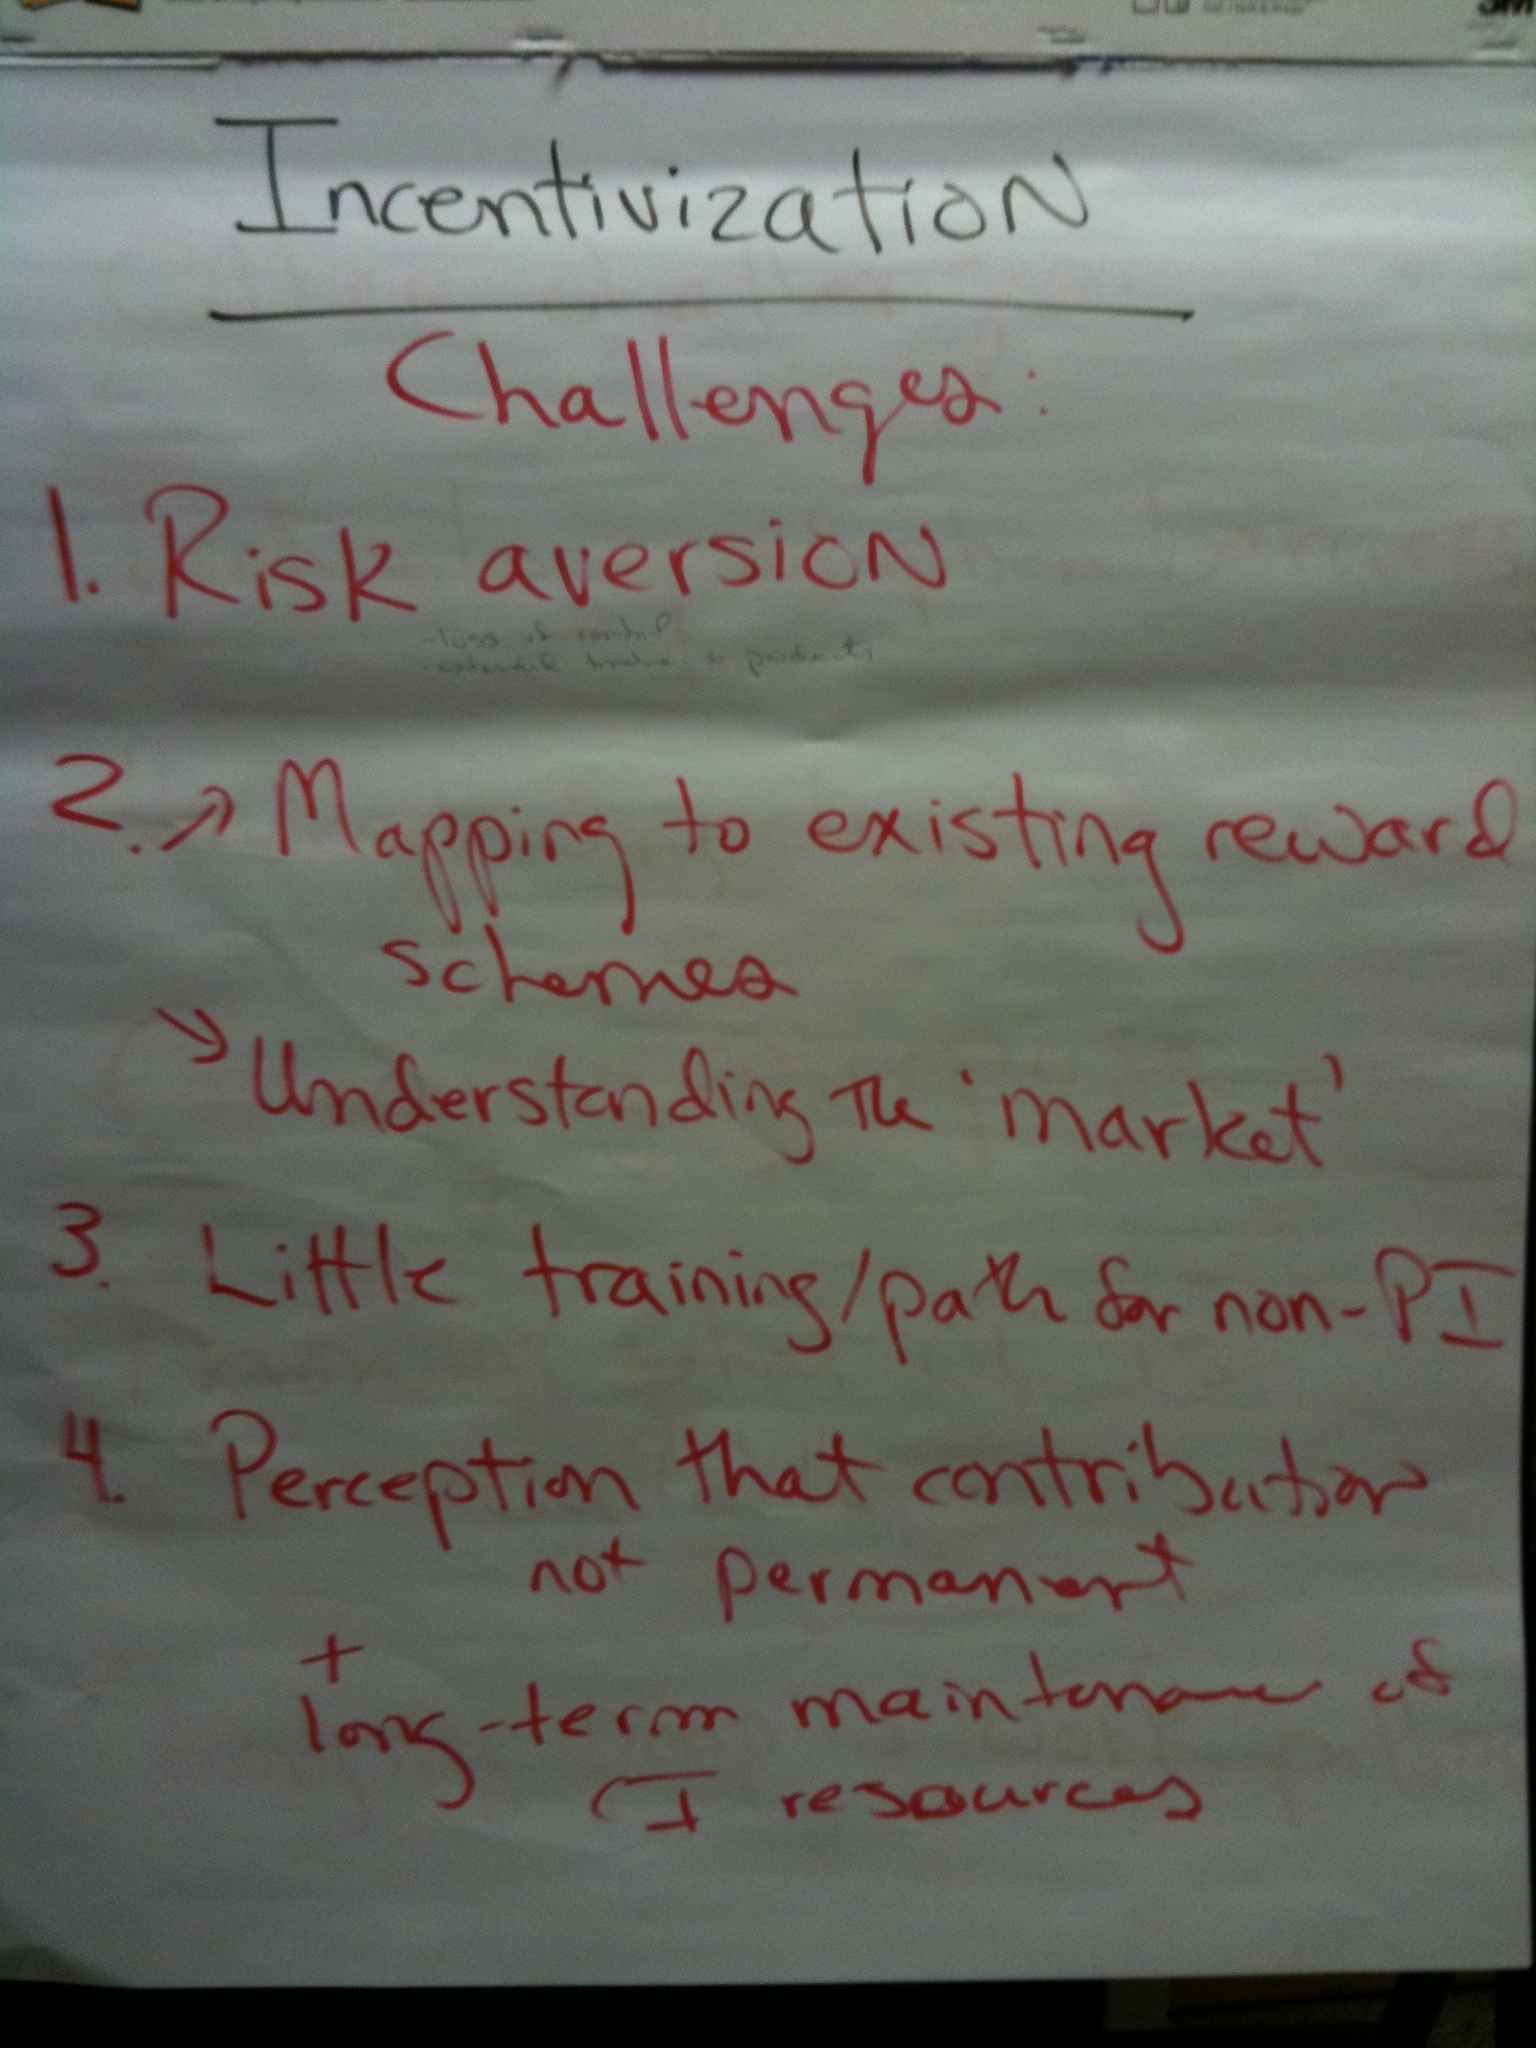 3M
Incentivization
Challenges:
1. Risk aversion
-loss of control
to products
2. → Mapping to existing reward
schemes
→ Understanding the 'market'
3. Little training/path for non-PI
4. Perception that contribution
not permanent
+
long-term maintenance of
CI resources